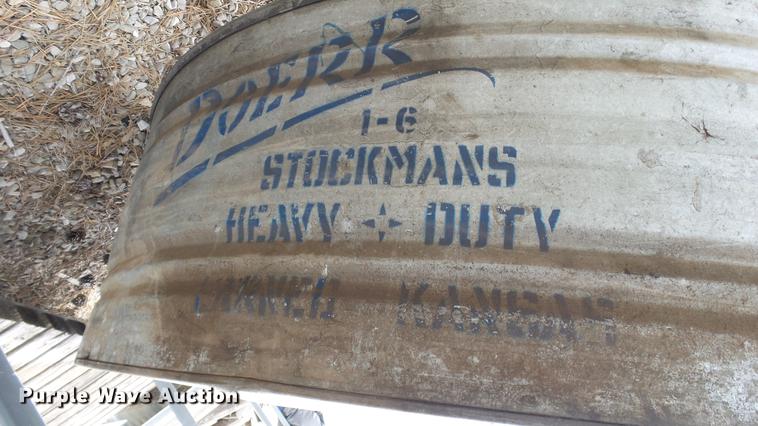 DOERR
1-6
STOCKMANS
HEAVY DUTY
LARNED KANSAS
Purple Wave Auction